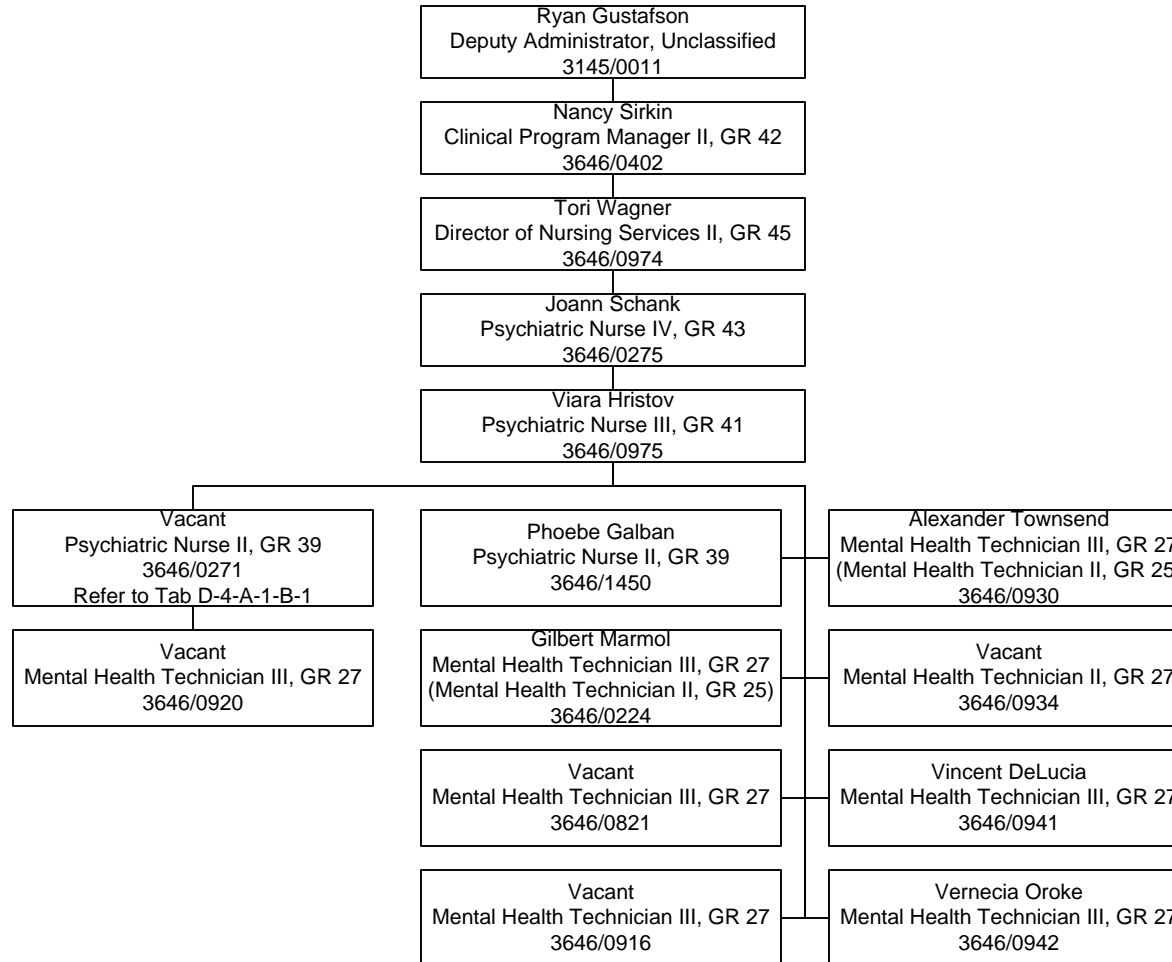 Ryan Gustafson
Deputy Administrator, Unclassified
3145/0011
Nancy Sirkin
Clinical Program Manager II, GR 42
3646/0402
Tori Wagner
Director of Nursing Services II, GR 45
3646/0974
Joann Schank
Psychiatric Nurse IV, GR 43
3646/0275
Viara Hristov
Psychiatric Nurse III, GR 41
3646/0975
Vacant
Psychiatric Nurse II, GR 39
3646/0271
Refer to Tab D-4-A-1-B-1
Phoebe Galban
Psychiatric Nurse II, GR 39
3646/1450
Alexander Townsend
Mental Health Technician III, GR 27
(Mental Health Technician II, GR 25
3646/0930
Vacant
Mental Health Technician III, GR 27
3646/0920
Gilbert Marmol
Mental Health Technician III, GR 27
(Mental Health Technician II, GR 25)
3646/0224
Vacant
Mental Health Technician II, GR 27
3646/0934
Vacant
Mental Health Technician III, GR 27
3646/0821
Vincent DeLucia
Mental Health Technician III, GR 27
3646/0941
Vacant
Mental Health Technician III, GR 27
3646/0916
Vernecia Oroke
Mental Health Technician III, GR 27
3646/0942